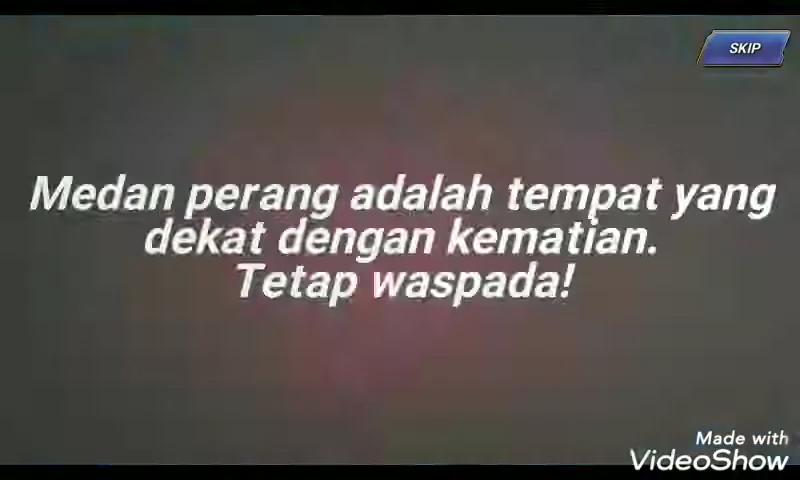 SKIP
Medan perang adalah tempat yang
dekat dengan kematian.
Tetap waspada!
Made with
VideoShow